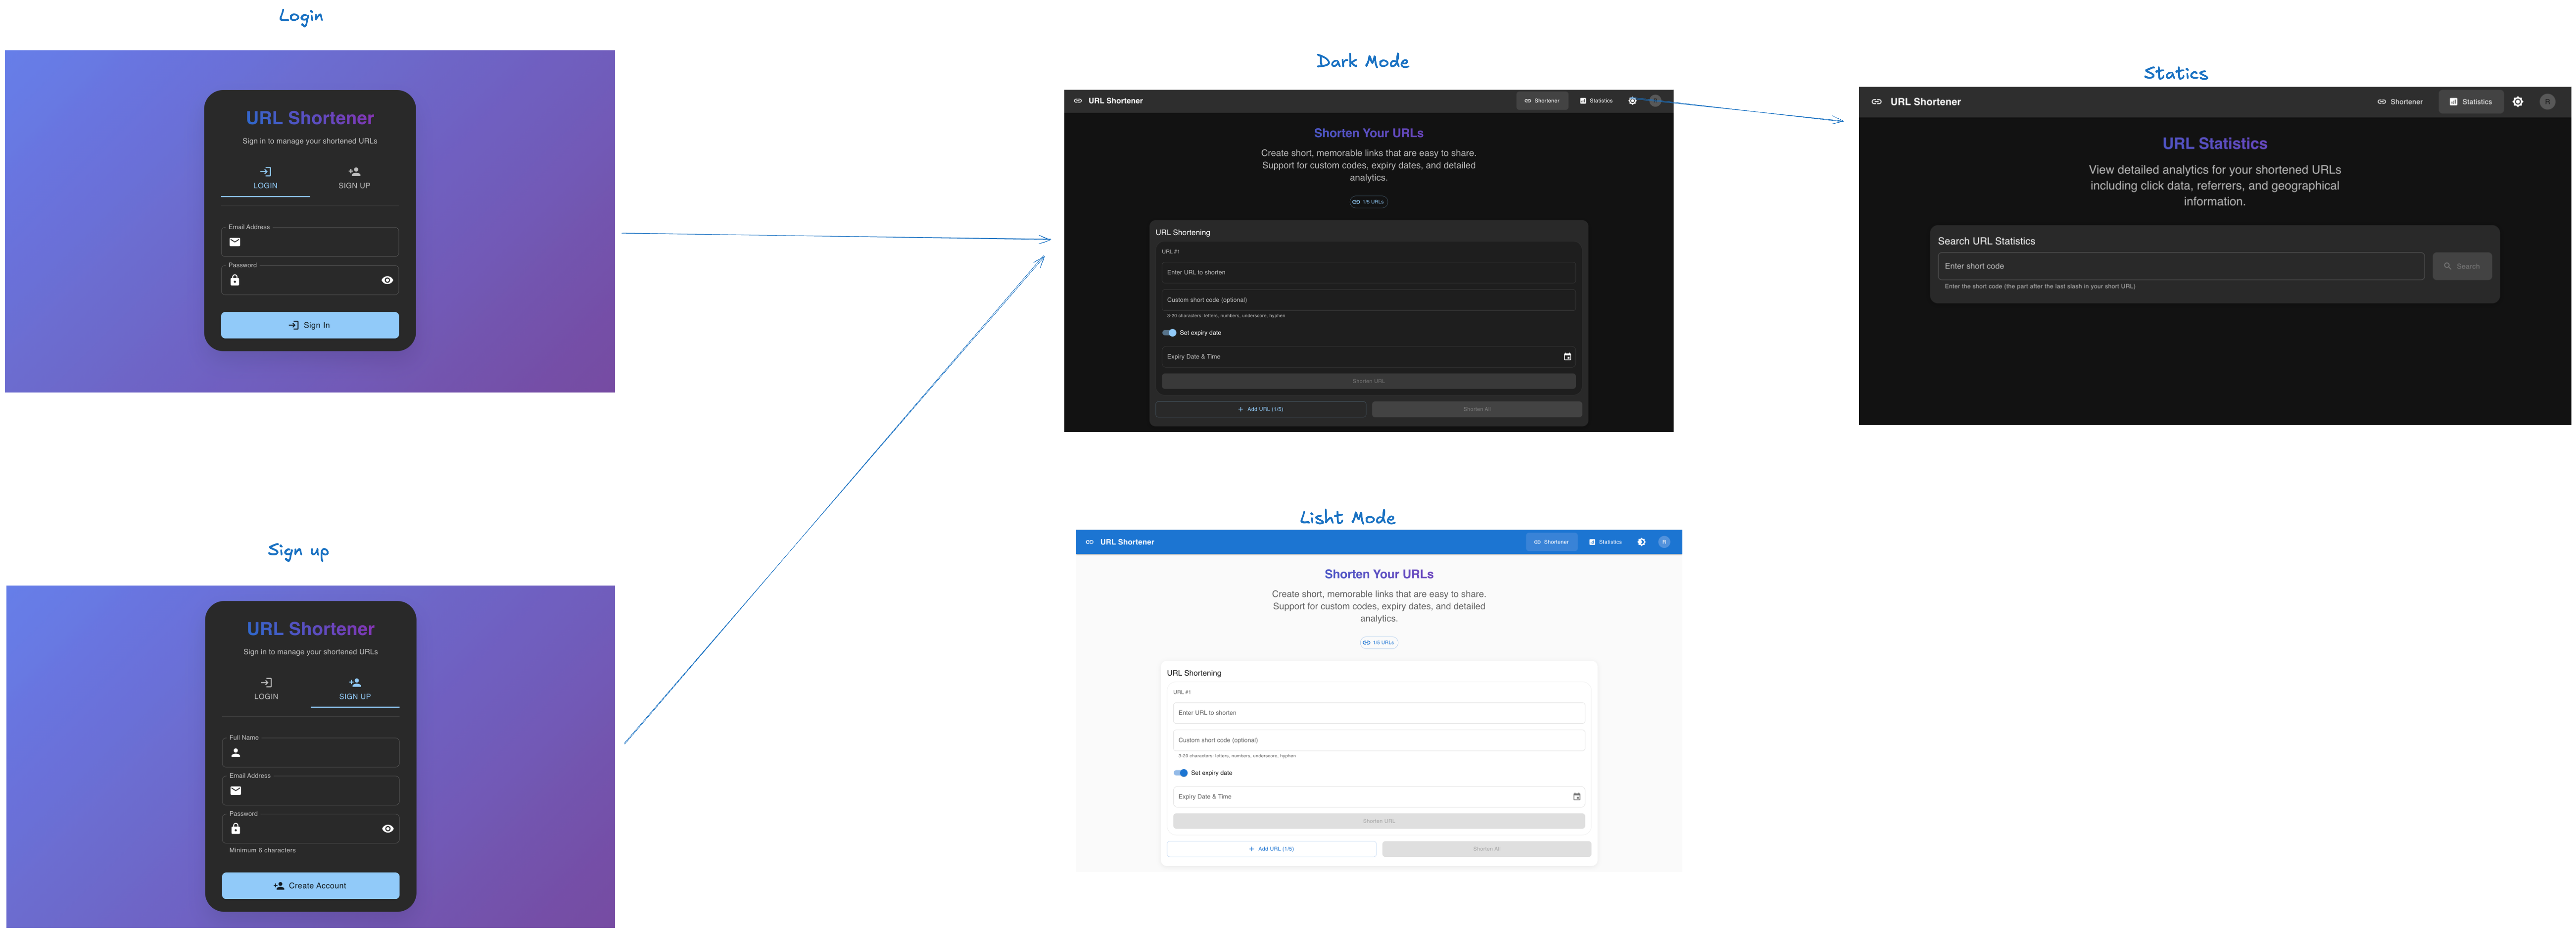 Login
URL Shortener
Sign in to manage your shortened URLs
LOGIN
SIGN UP
Email Address
Password
Sign In
Sign up
URL Shortener
Sign in to manage your shortened URLs
LOGIN
SIGN UP
Full Name
Email Address
Password
Minimum 6 characters
Create Account
Dark Mode
URL Shortener
Shortener
Statistics
R
Shorten Your URLs
Create short, memorable links that are easy to share.
Support for custom codes, expiry dates, and detailed
analytics.
1/5 URLs
URL Shortening
URL #1
Enter URL to shorten
Custom short code (optional)
3-20 characters: letters, numbers, underscore, hyphen
Set expiry date
Expiry Date & Time
Shorten URL
Add URL (1/5)
Shorten All
Lisht Mode
URL Shortener
Shortener
Statistics
R
Shorten Your URLs
Create short, memorable links that are easy to share.
Support for custom codes, expiry dates, and detailed
analytics.
1/5 URLs
URL Shortening
URL #1
Enter URL to shorten
Custom short code (optional)
3-20 characters: letters, numbers, underscore, hyphen
Set expiry date
Expiry Date & Time
Shorten URL
Add URL (1/5)
Shorten All
Statics
URL Shortener
Shortener
Statistics
R
URL Statistics
View detailed analytics for your shortened URLs
including click data, referrers, and geographical
information.
Search URL Statistics
Enter short code
Search
Enter the short code (the part after the last slash in your short URL)